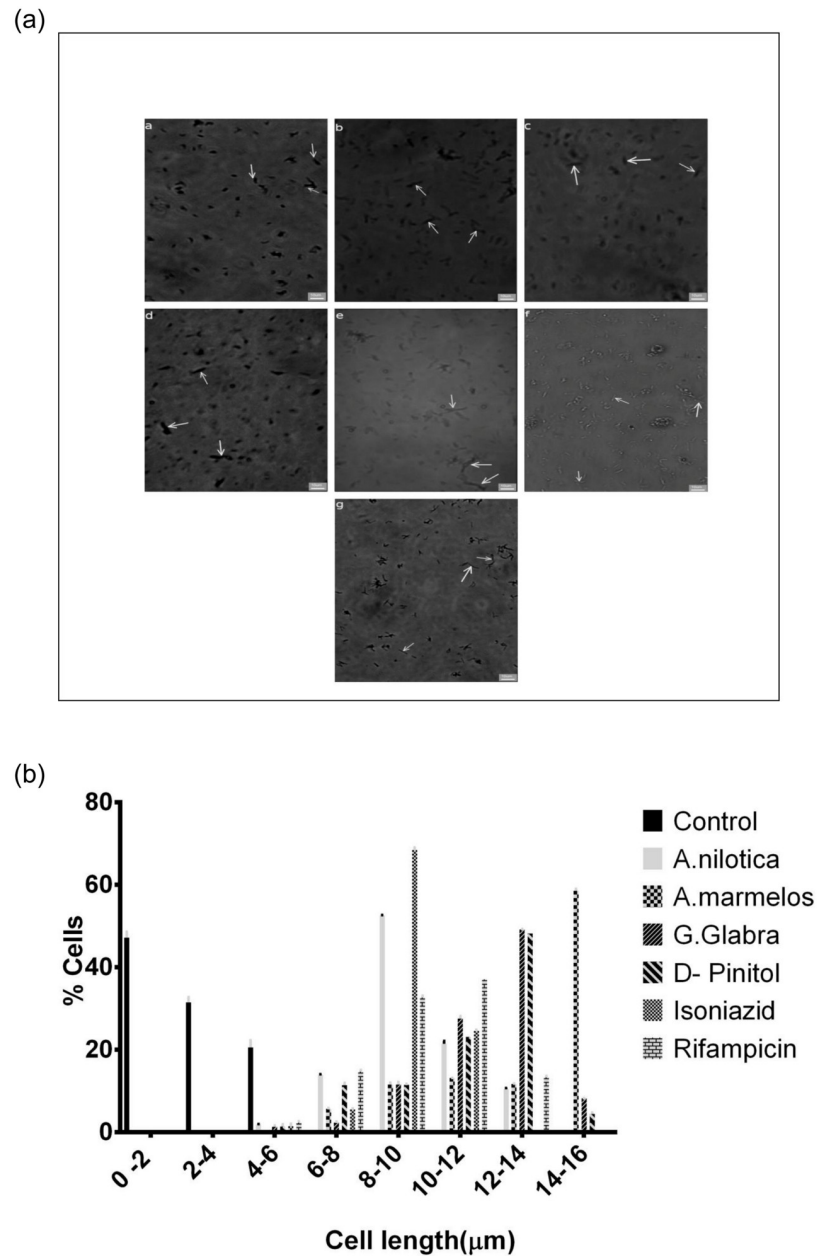 (a)
a
b
c
d
e
f
g
(b)
80
60
40
20
0
% Cells
0 -2
2-4
4-6
6-8
8-10
10-12
12-14
14-16
Cell length(μm)
Control
A.nilotica
A.marmelos
G.Glabra
D- Pinitol
Isoniazid
Rifampicin